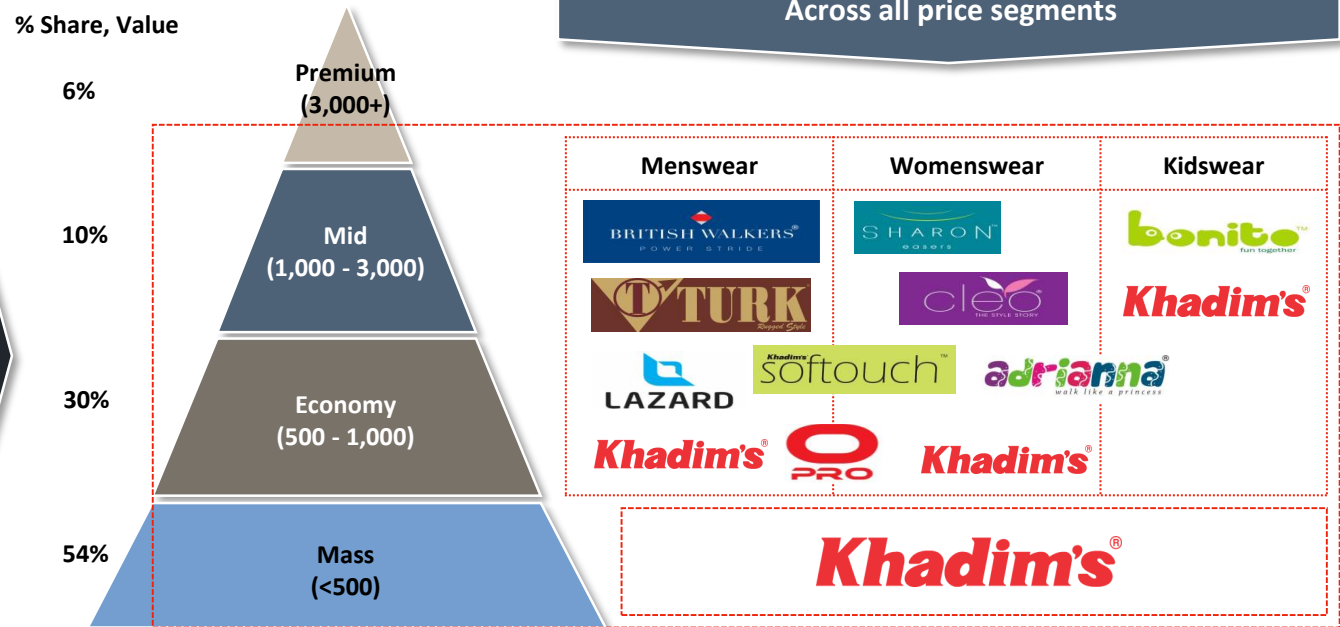 % Share, Value
Across all price segments
6%
Premium
(3,000+)
10%
Mid
(1,000 - 3,000)
30%
Economy
(500 - 1,000)
54%
Mass
(<500)
Menswear
Womenswear
Kidswear
BRITISH WALKERS®
POWER STRIDE
SHARON™
easers
bonito™
fun together
T TURK
Rugged Style
cleo®
THE STYLE STORY
Khadim's®
LAZARD
Khadim's
softouch™
adrianna®
walk like a princess
Khadim's®
PRO
Khadim's®
Khadim's®